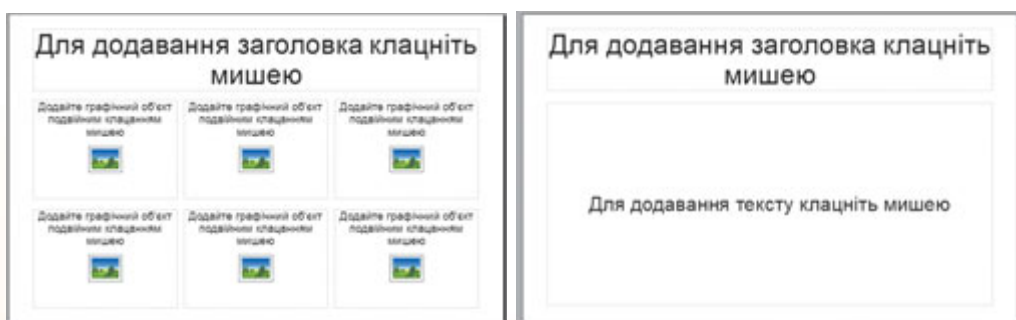 Для додавання заголовка клацніть
мишею
Додайте графічний об'єкт
подвійним клацанням
мишею
Додайте графічний об'єкт
подвійним клацанням
мишею
Додайте графічний об'єкт
подвійним клацанням
мишею
Додайте графічний об'єкт
подвійним клацанням
мишею
Додайте графічний об'єкт
подвійним клацанням
мишею
Додайте графічний об'єкт
подвійним клацанням
мишею
Для додавання заголовка клацніть
мишею
Для додавання тексту клацніть мишею